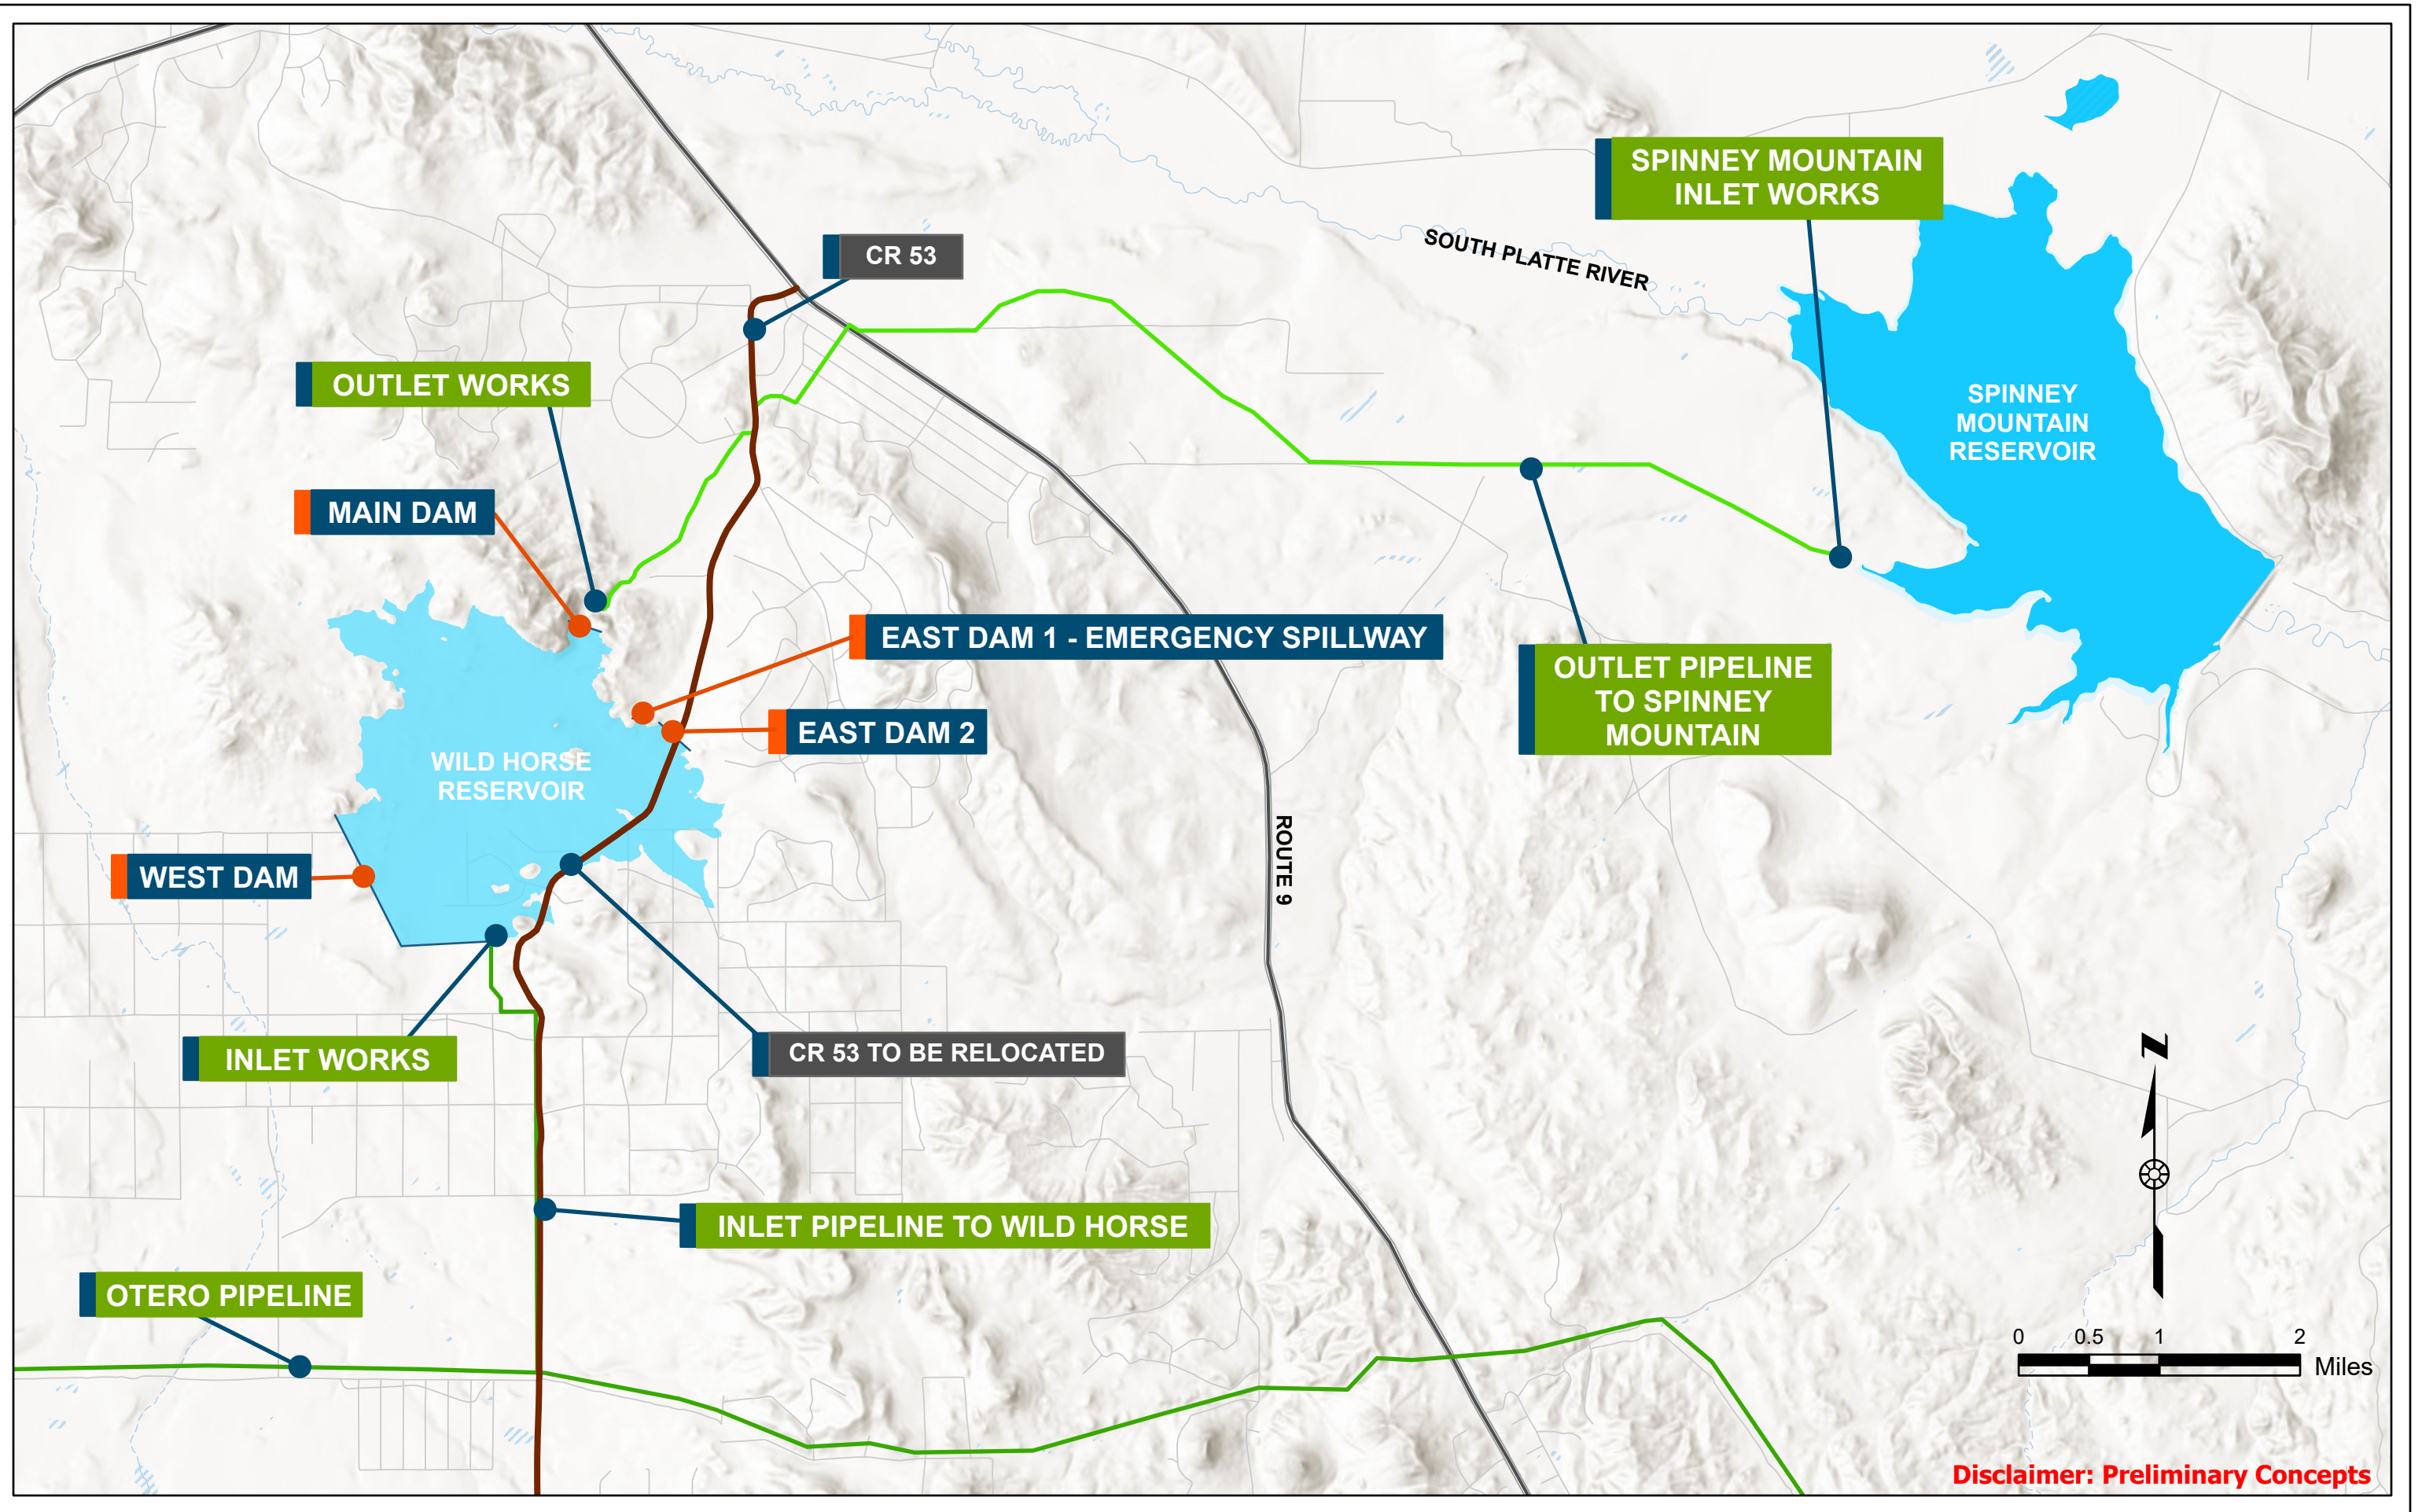 SPINNEY MOUNTAIN
INLET WORKS
SOUTH PLATTE RIVER
CR 53
OUTLET WORKS
SPINNEY
MOUNTAIN
RESERVOIR
MAIN DAM
EAST DAM 1 - EMERGENCY SPILLWAY
OUTLET PIPELINE
TO SPINNEY
MOUNTAIN
EAST DAM 2
WILD HORSE
RESERVOIR
ROUTE 9
WEST DAM
CR 53 TO BE RELOCATED
INLET WORKS
N
INLET PIPELINE TO WILD HORSE
OTERO PIPELINE
0 0.5 1 2
Miles
Disclaimer: Preliminary Concepts